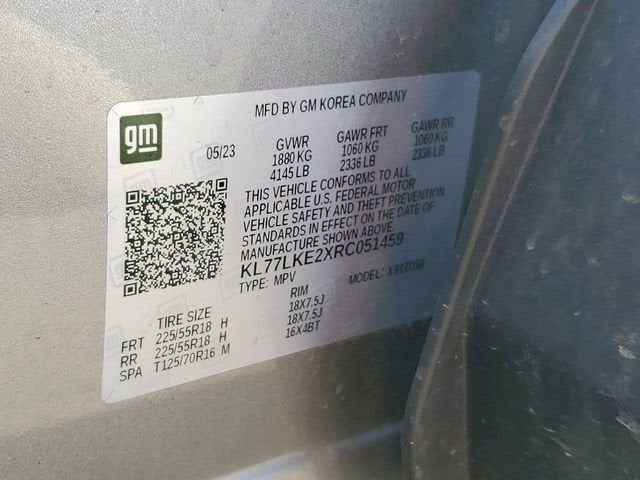 MFD BY GM KOREA COMPANY
gm
05/23
GVWR GAWR FRT GAWR RR
1880 KG 1060 KG 1060 KG
4145 LB 2336 LB 2336 LB
THIS VEHICLE CONFORMS TO ALL
APPLICABLE U.S. FEDERAL MOTOR
VEHICLE SAFETY AND THEFT PREVENTION
STANDARDS IN EFFECT ON THE DATE OF
MANUFACTURE SHOWN ABOVE.
KL77LKE2XRC051459
TYPE: MPV MODEL: X91TU58
TIRE SIZE RIM
FRT 225/55R18 H 18X7.5J
RR 225/55R18 H 18X7.5J
SPA T125/70R16 M 16X4BT